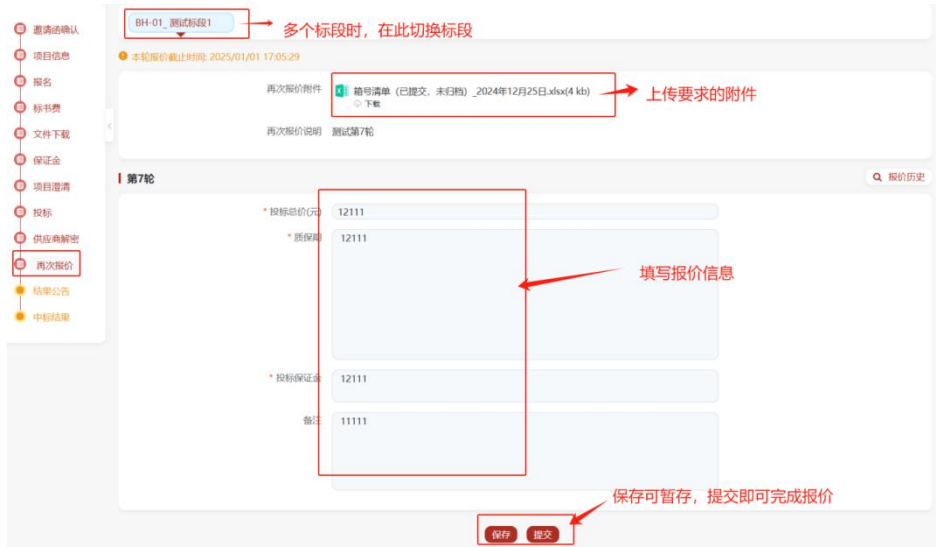 BH-01_ 测试标段1
多个标段时，在此切换标段
邀请函确认
项目信息
报名
标书费
文件下载
保证金
项目澄清
投标
供应商解密
再次报价
结果公告
中标结果
本轮报价截止时间: 2025/01/01 17:05:29
再次报价附件
箱号清单（已提交，未归档）_2024年12月25日.xlsx(4 kb)
下载
上传要求的附件
再次报价说明 测试第7轮
第7轮
报价历史
* 投标总价(元) 12111
* 质保期 12111
填写报价信息
* 投标保证金 12111
备注 11111
保存可暂存，提交即可完成报价
保存 提交